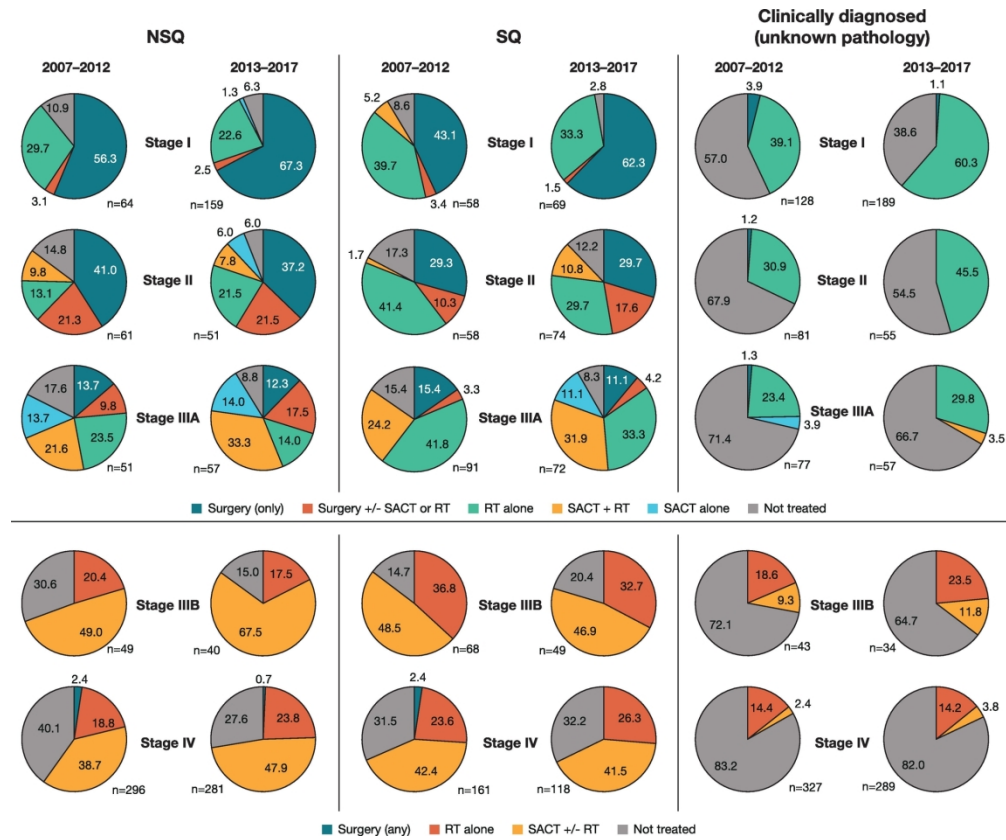 NSQ
SQ
Clinically diagnosed
(unknown pathology)
2007–2012
2013–2017
2007–2012
2013–2017
2007–2012
2013–2017
Stage I
10.9
29.7
3.1
56.3
n=64
1.3
6.3
22.6
2.5
67.3
n=159
Stage I
5.2
8.6
43.1
39.7
3.4
n=58
2.8
33.3
62.3
1.5
n=69
Stage I
3.9
39.1
57.0
n=128
1.1
38.6
60.3
n=189
Stage II
14.8
9.8
13.1
21.3
41.0
n=61
6.0
6.0
7.8
21.5
21.5
37.2
n=51
Stage II
1.7
17.3
29.3
10.3
41.4
n=58
12.2
10.8
29.7
29.7
17.6
n=74
Stage II
1.2
30.9
67.9
n=81
45.5
54.5
n=55
Stage IIIA
17.6
13.7
9.8
13.7
23.5
21.6
n=51
8.8
12.3
14.0
17.5
33.3
14.0
n=57
Stage IIIA
15.4
15.4
3.3
24.2
41.8
n=91
8.3
11.1
4.2
11.1
31.9
33.3
n=72
Stage IIIA
1.3
23.4
3.9
71.4
n=77
29.8
3.5
66.7
n=57
Surgery (only) Surgery +/- SACT or RT RT alone SACT + RT SACT alone Not treated
Stage IIIB
30.6
20.4
49.0
n=49
15.0
17.5
67.5
n=40
Stage IIIB
14.7
36.8
48.5
n=68
20.4
32.7
46.9
n=49
Stage IIIB
18.6
9.3
72.1
n=43
23.5
11.8
64.7
n=34
Stage IV
2.4
40.1
18.8
38.7
n=296
0.7
27.6
23.8
47.9
n=281
Stage IV
2.4
31.5
23.6
42.4
n=161
32.2
26.3
41.5
n=118
Stage IV
14.4
2.4
83.2
n=327
14.2
3.8
82.0
n=289
Surgery (any) RT alone SACT +/- RT Not treated